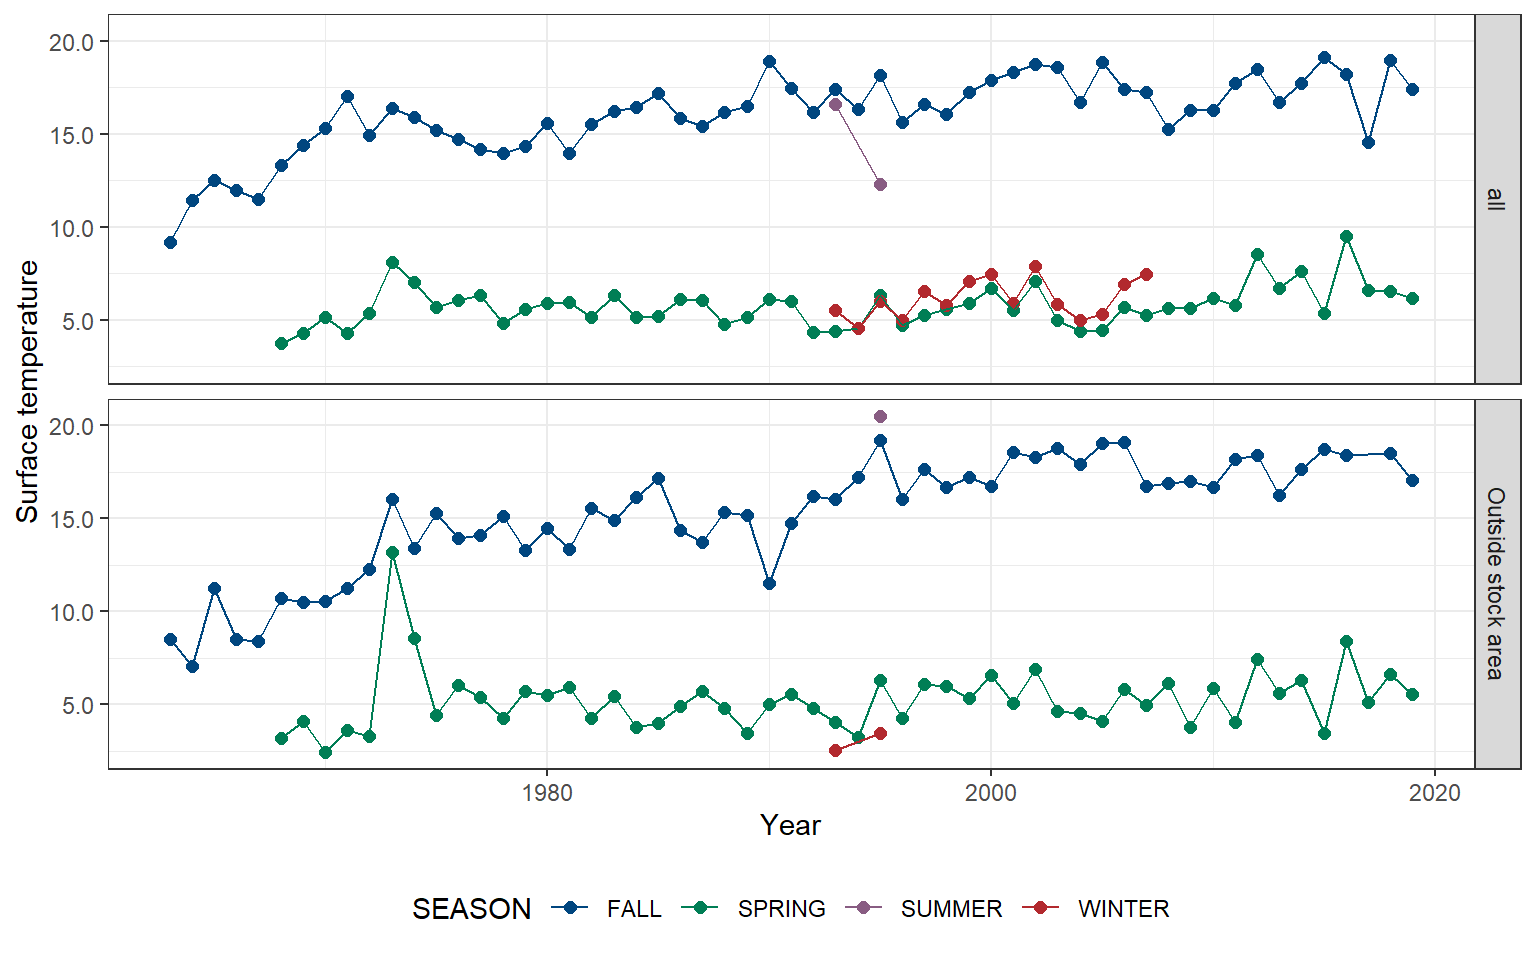 20.0
15.0
10.0
5.0
all
Surface temperature
20.0
15.0
10.0
5.0
Outside stock area
1980 2000 2020
Year
SEASON FALL SPRING SUMMER WINTER